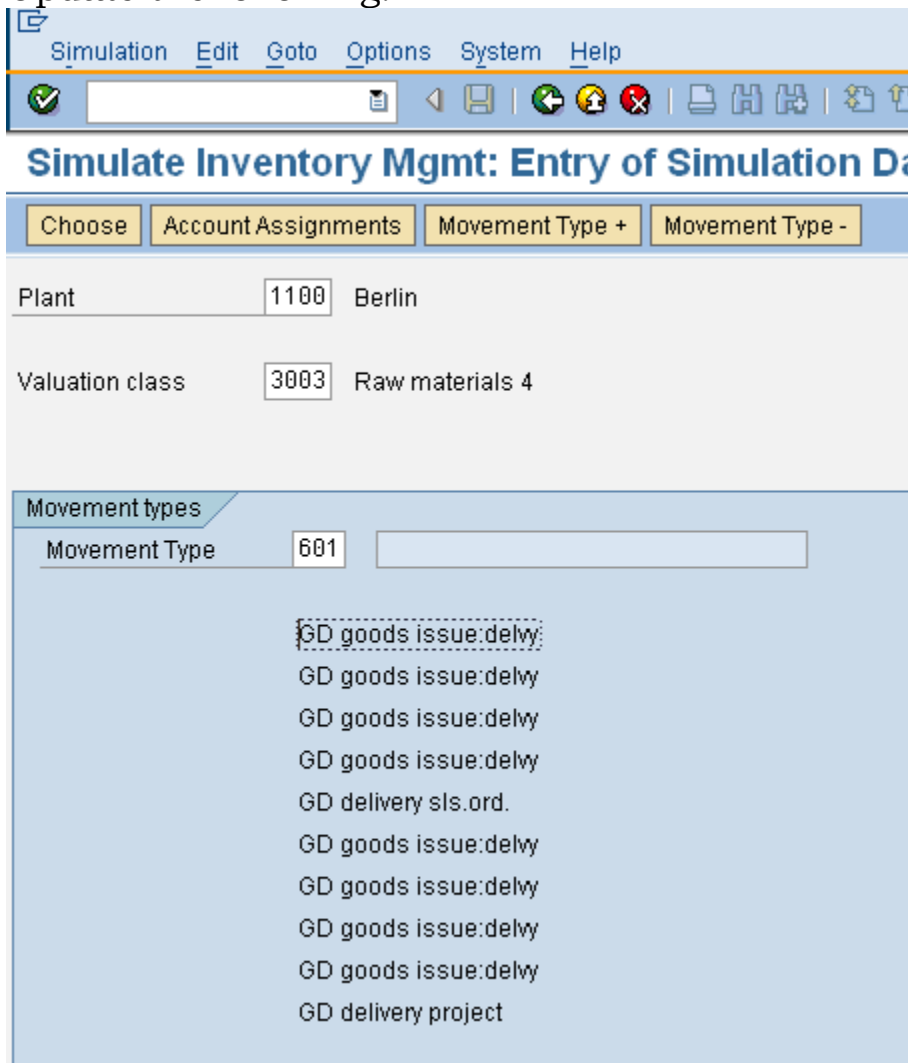 Update the following:
Simulation Edit Goto Options System Help
Simulate Inventory Mgmt: Entry of Simulation Da
Choose Account Assignments Movement Type + Movement Type -
Plant 1100 Berlin
Valuation class 3003 Raw materials 4
Movement types
Movement Type 601
GD goods issue:delvy
GD goods issue:delvy
GD goods issue:delvy
GD goods issue:delvy
GD delivery sls.ord.
GD goods issue:delvy
GD goods issue:delvy
GD goods issue:delvy
GD goods issue:delvy
GD delivery project